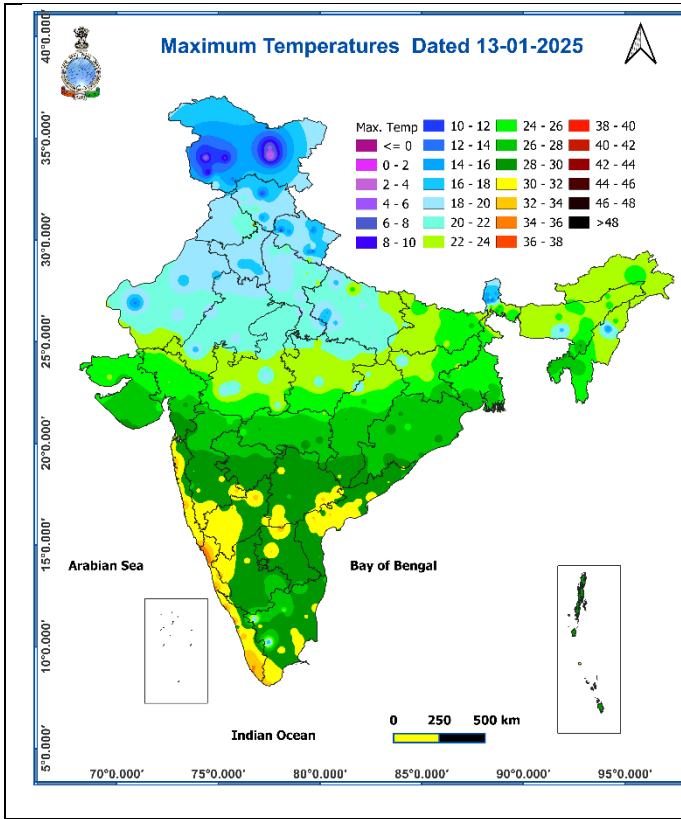 Maximum Temperatures Dated 13-01-2025
Max. Temp
<= 0
0 - 2
2 - 4
4 - 6
6 - 8
8 - 10
10 - 12
12 - 14
14 - 16
16 - 18
18 - 20
20 - 22
22 - 24
24 - 26
26 - 28
28 - 30
30 - 32
32 - 34
34 - 36
36 - 38
38 - 40
40 - 42
42 - 44
44 - 46
46 - 48
>48
40°0.000'
35°0.000'
30°0.000'
25°0.000'
20°0.000'
15°0.000'
10°0.000'
5°0.000'
Arabian Sea
Bay of Bengal
Indian Ocean
0 250 500 km
70°0.000' 75°0.000' 80°0.000' 85°0.000' 90°0.000' 95°0.000'